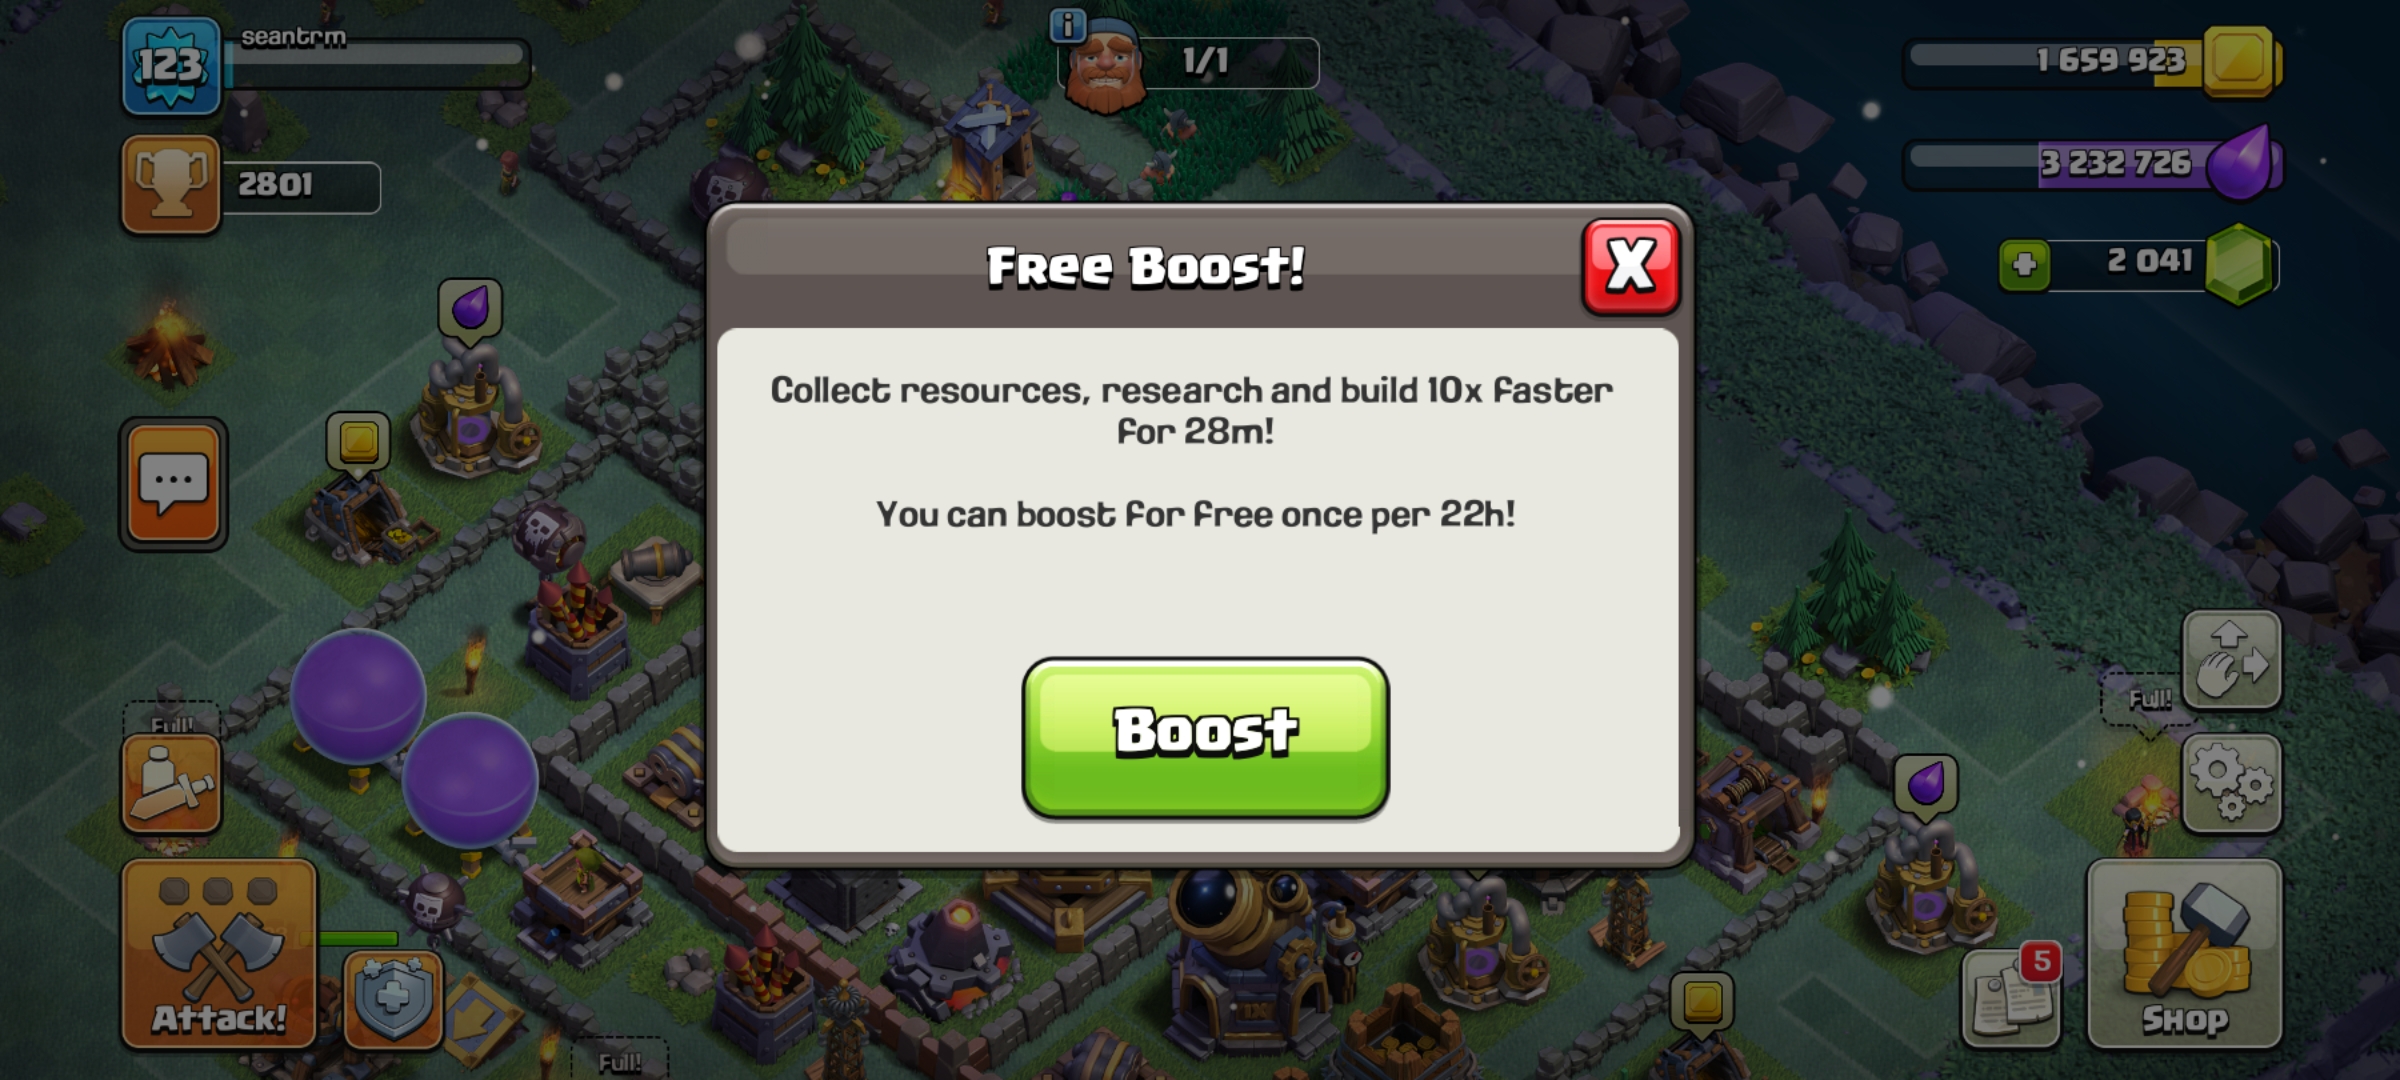 123
seantrm
i
1/1
1 659 923
2801
3 232 726
2 041
Free Boost!
X
Collect resources, research and build 10x faster
for 28m!
You can boost for free once per 22h!
Boost
Full!
Full!
Attack!
5
Shop
Full!